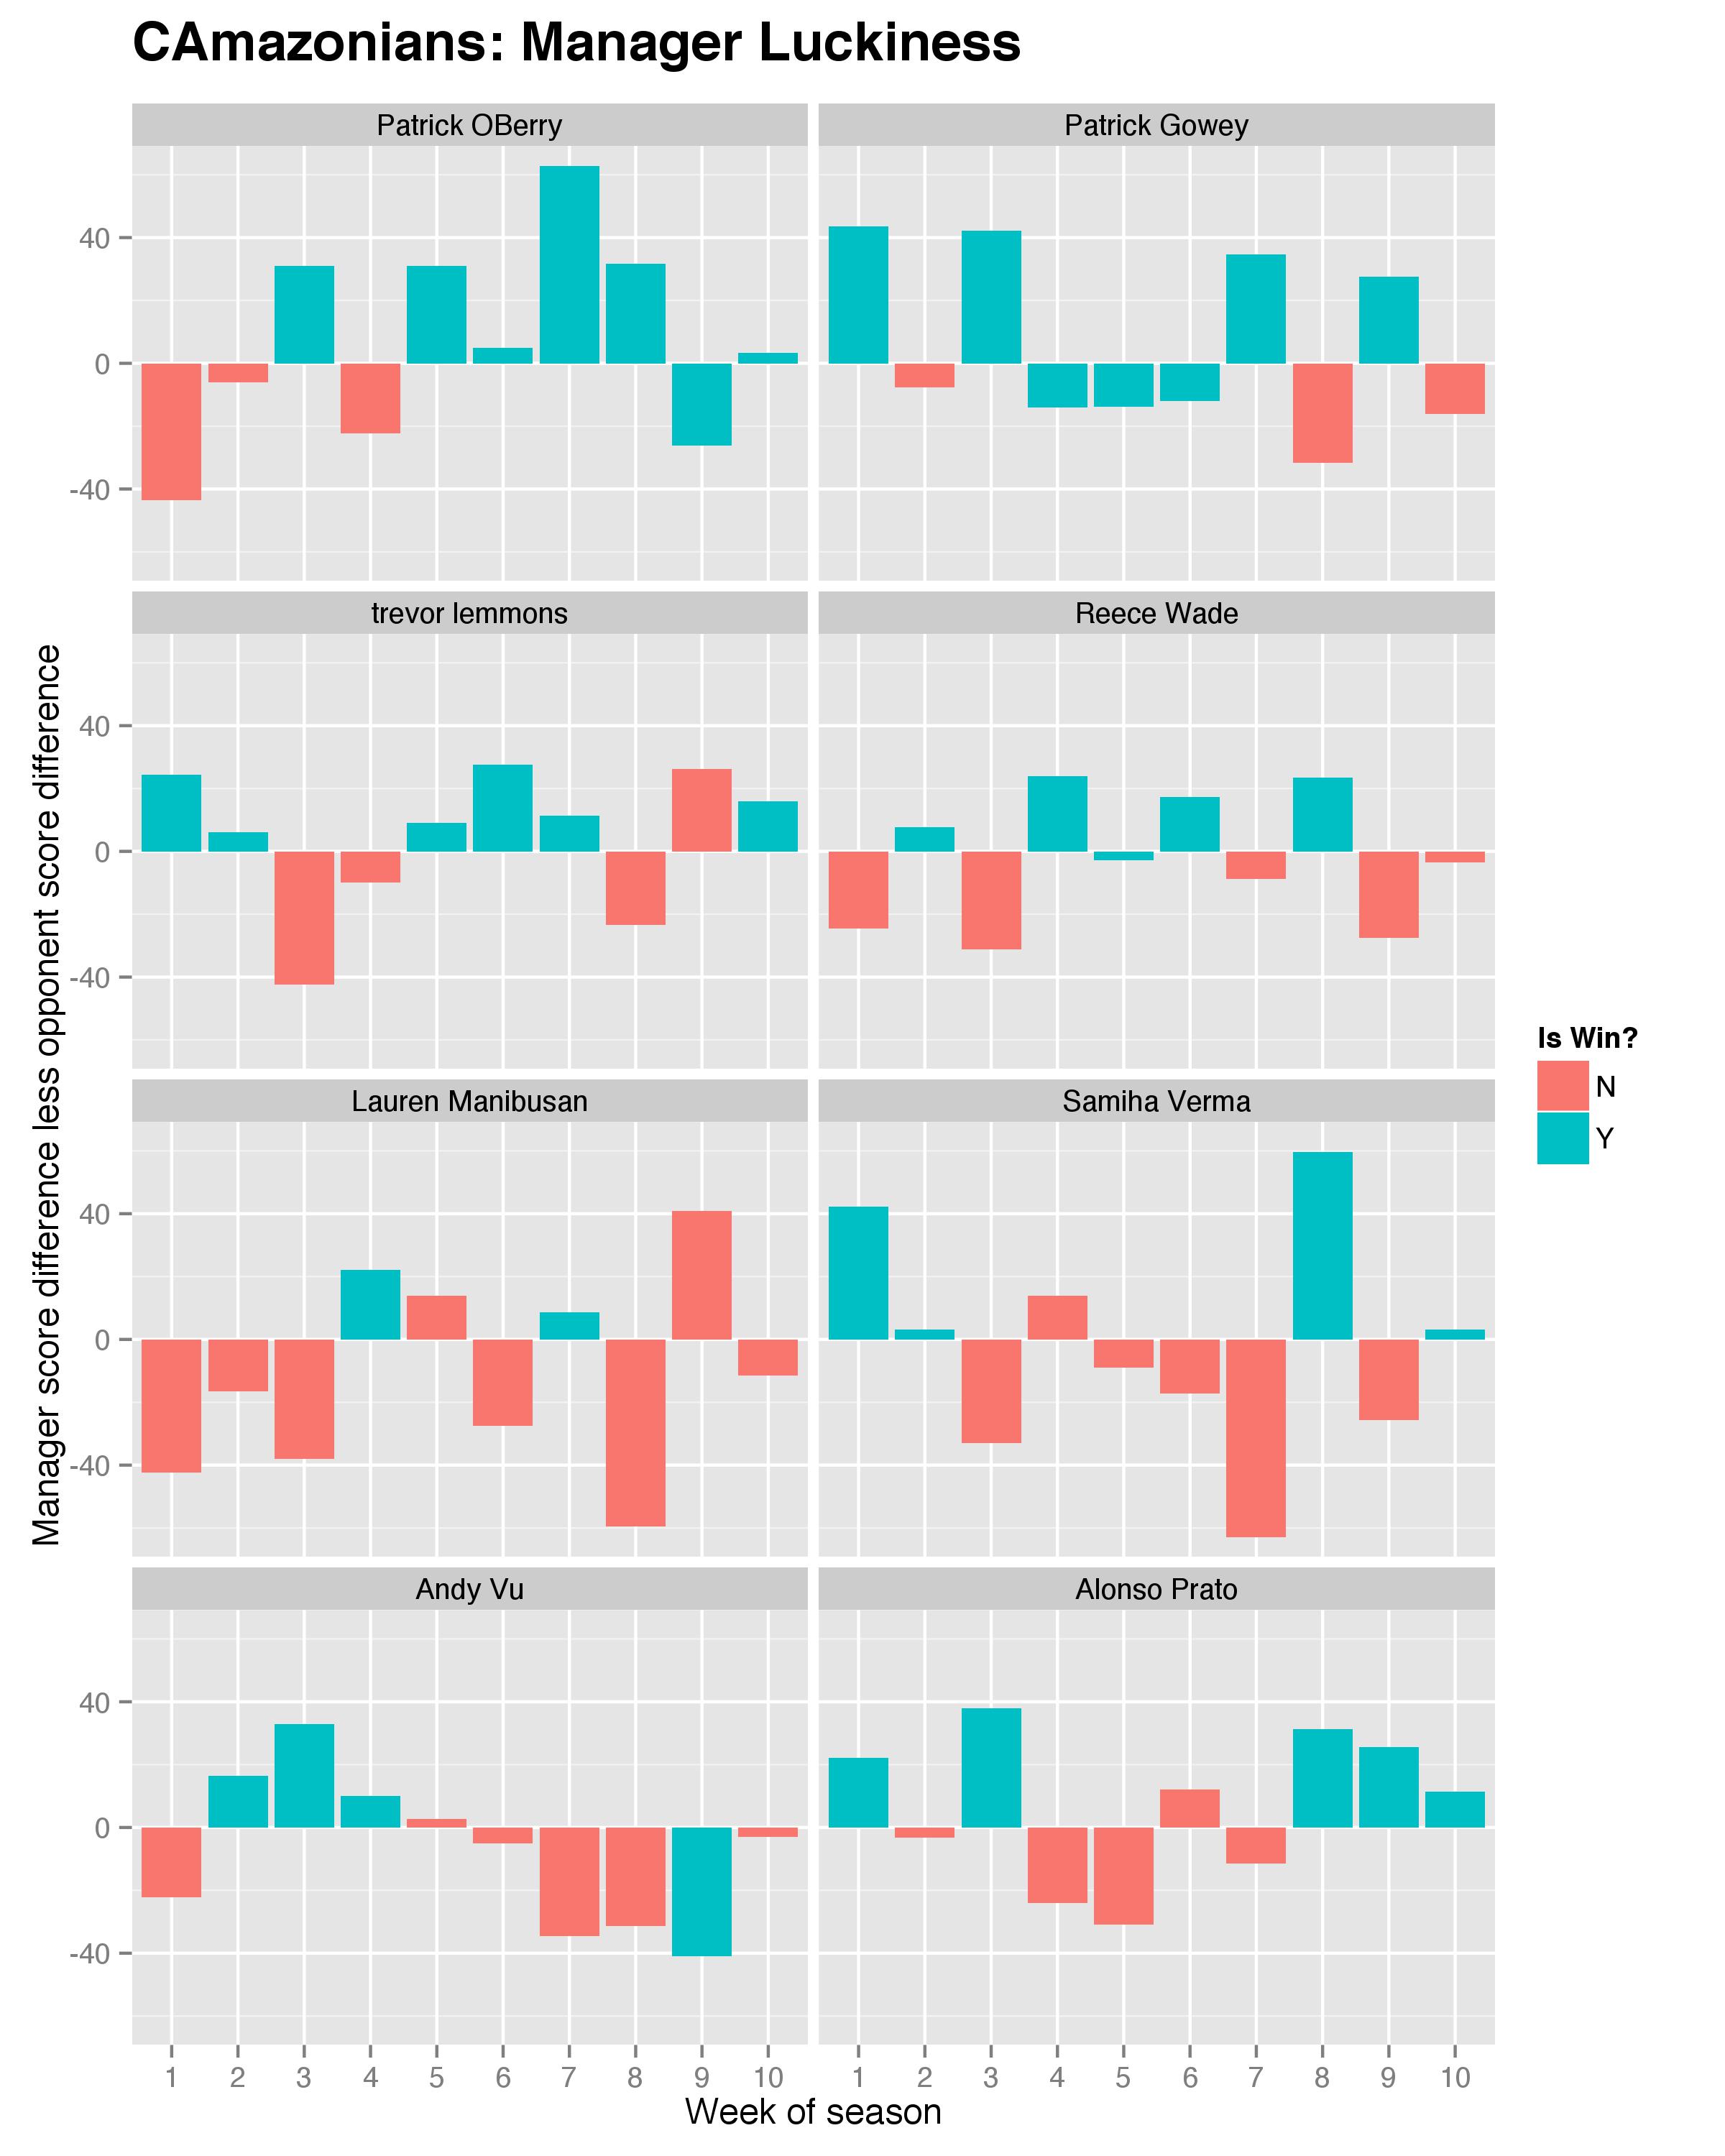 CAmazonians: Manager Luckiness
Patrick OBerry
Patrick Gowey
40
0
-40
trevor lemmons
Reece Wade
40
0
-40
Lauren Manibusan
Samiha Verma
40
0
-40
Andy Vu
Alonso Prato
40
0
-40
1 2 3 4 5 6 7 8 9 10
1 2 3 4 5 6 7 8 9 10
Week of season
Manager score difference less opponent score difference
Is Win?
N
Y